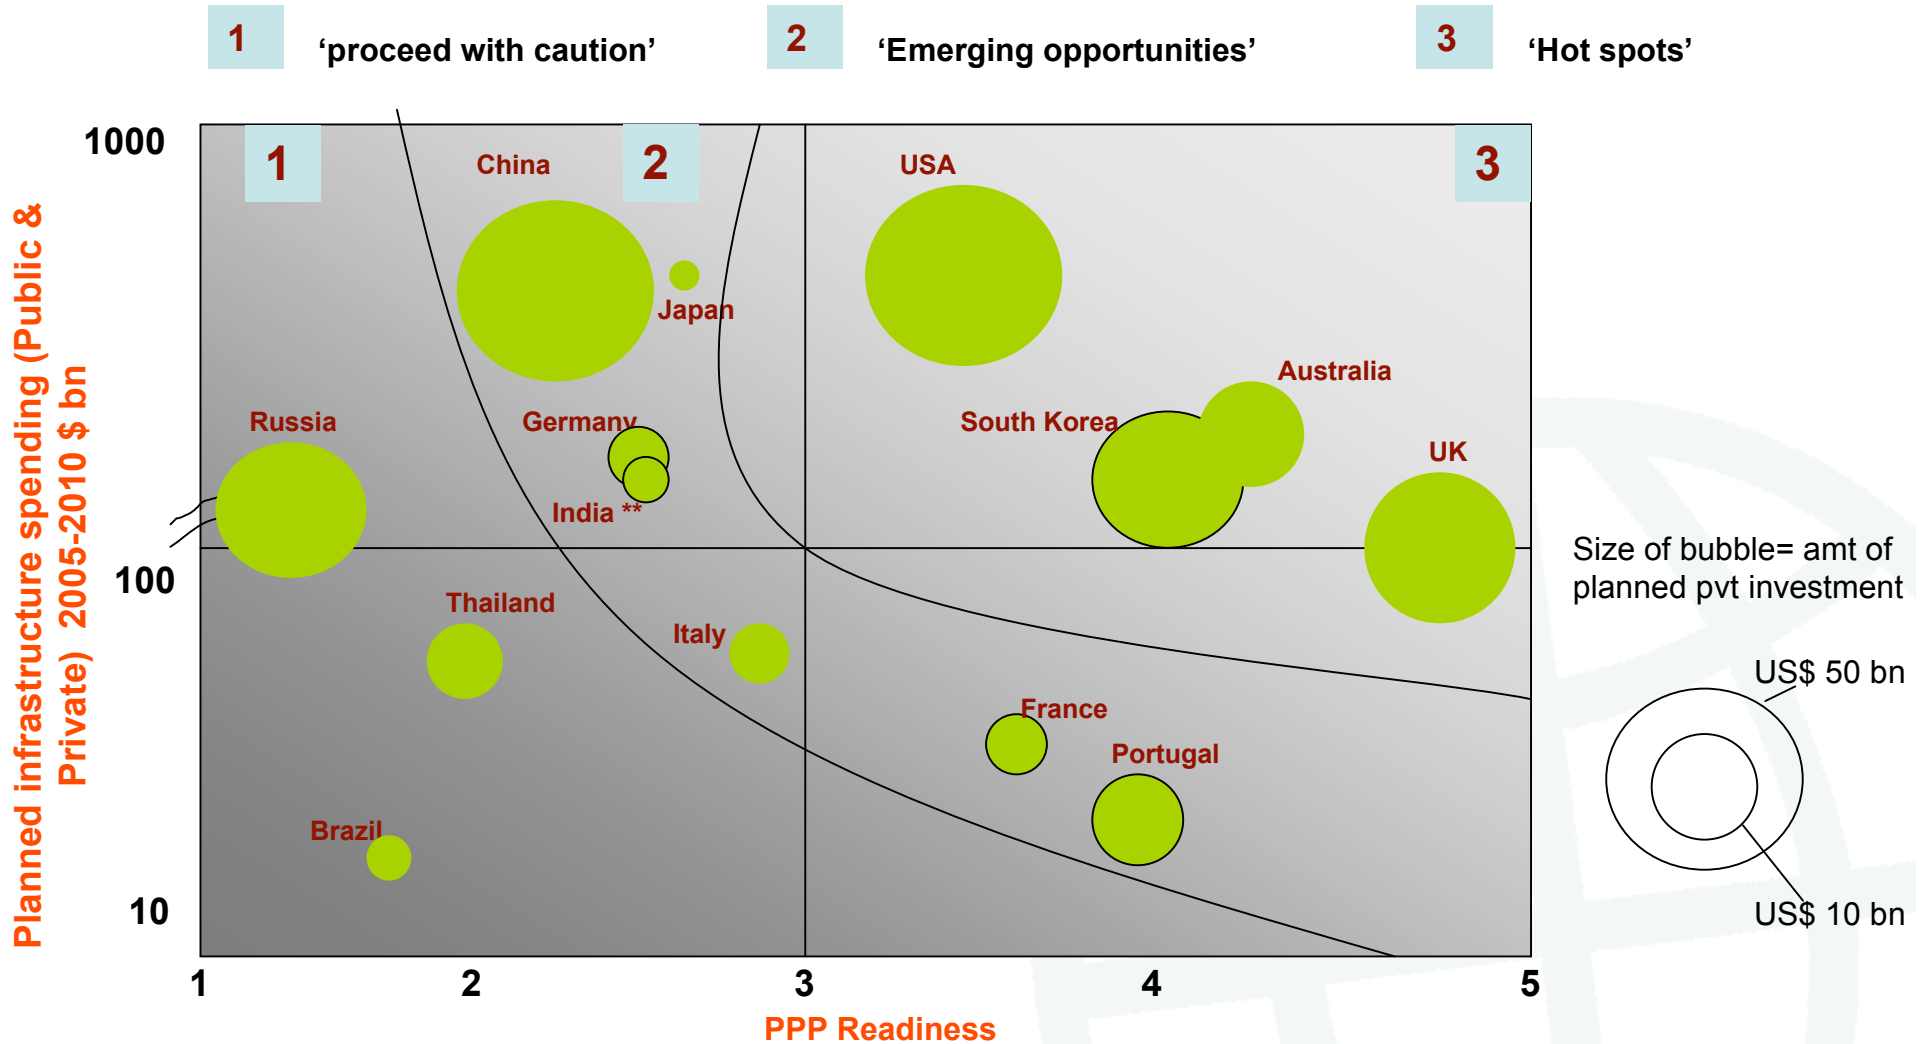 1 ‘proceed with caution’ 2 ‘Emerging opportunities’ 3 ‘Hot spots’
1000
1
2
3
China
USA
Japan
Australia
Russia
Germany
South Korea
UK
India **
100
Thailand
Italy
France
Portugal
Brazil
10
Planned infrastructure spending (Public &
Private) 2005-2010 $ bn
1 2 3 4 5
PPP Readiness
Size of bubble= amt of
planned pvt investment
US$ 50 bn
US$ 10 bn